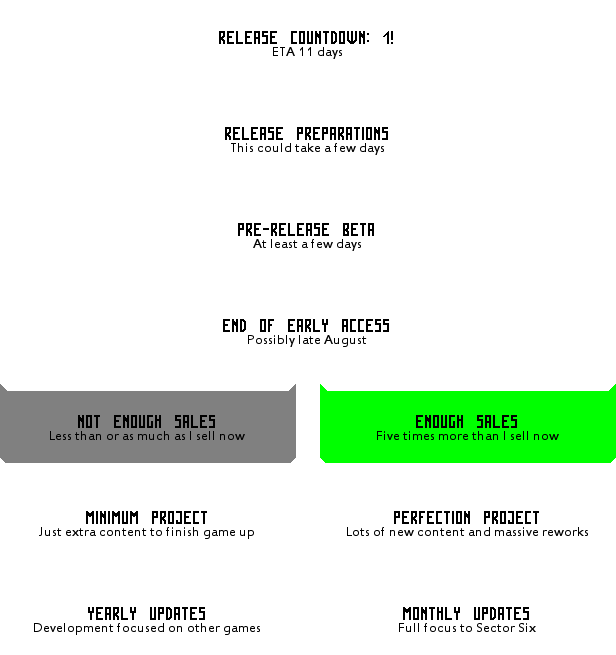 RELEASE COUNTDOWN: 1!
ETA 11 days
RELEASE PREPARATIONS
This could take a few days
PRE-RELEASE BETA
At least a few days
END OF EARLY ACCESS
Possibly late August
NOT ENOUGH SALES
Less than or as much as I sell now
ENOUGH SALES
Five times more than I sell now
MINIMUM PROJECT
Just extra content to finish game up
PERFECTION PROJECT
Lots of new content and massive reworks
YEARLY UPDATES
Development focused on other games
MONTHLY UPDATES
Full focus to Sector Six